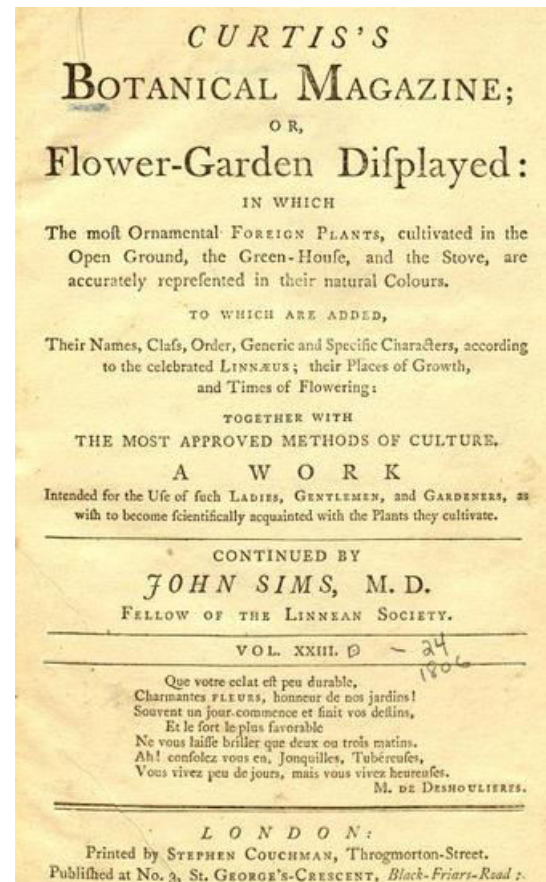 CURTIS'S
BOTANICAL MAGAZINE;
OR,
Flower-Garden Diſplayed:
IN WHICH
The moſt Ornamental FOREIGN PLANTS, cultivated in the
Open Ground, the Green-Houſe, and the Stove, are
accurately repreſented in their natural Colours.
TO WHICH ARE ADDED,
Their Names, Claſs, Order, Generic and Specific Characters, according
to the celebrated LINNÆUS; their Places of Growth,
and Times of Flowering:
TOGETHER WITH
THE MOST APPROVED METHODS OF CULTURE.
A WORK
Intended for the Uſe of ſuch LADIES, GENTLEMEN, and GARDENERS, as
wiſh to become ſcientifically acquainted with the Plants they cultivate.
CONTINUED BY
JOHN SIMS, M. D.
FELLOW OF THE LINNEAN SOCIETY.
VOL. XXIII. – 24
1806
Que votre eclat eſt peu durable,
Charmantes FLEURS, honneur de nos jardins!
Souvent un jour commence et finit vos deſtins,
Et le ſort le plus favorable
Ne vous laiſſe briller que deux ou trois matins.
Ah! conſolez vous en, Jonquilles, Tubéreuſes,
Vous vivez peu de jours, mais vous vivez heureuſes.
M. DE DESHOULIERES.
LONDON:
Printed by STEPHEN COUCHMAN, Throgmorton-Street.
Publiſhed at No. 3, St. GEORGE'S-CRESCENT, Black-Friars-Road;